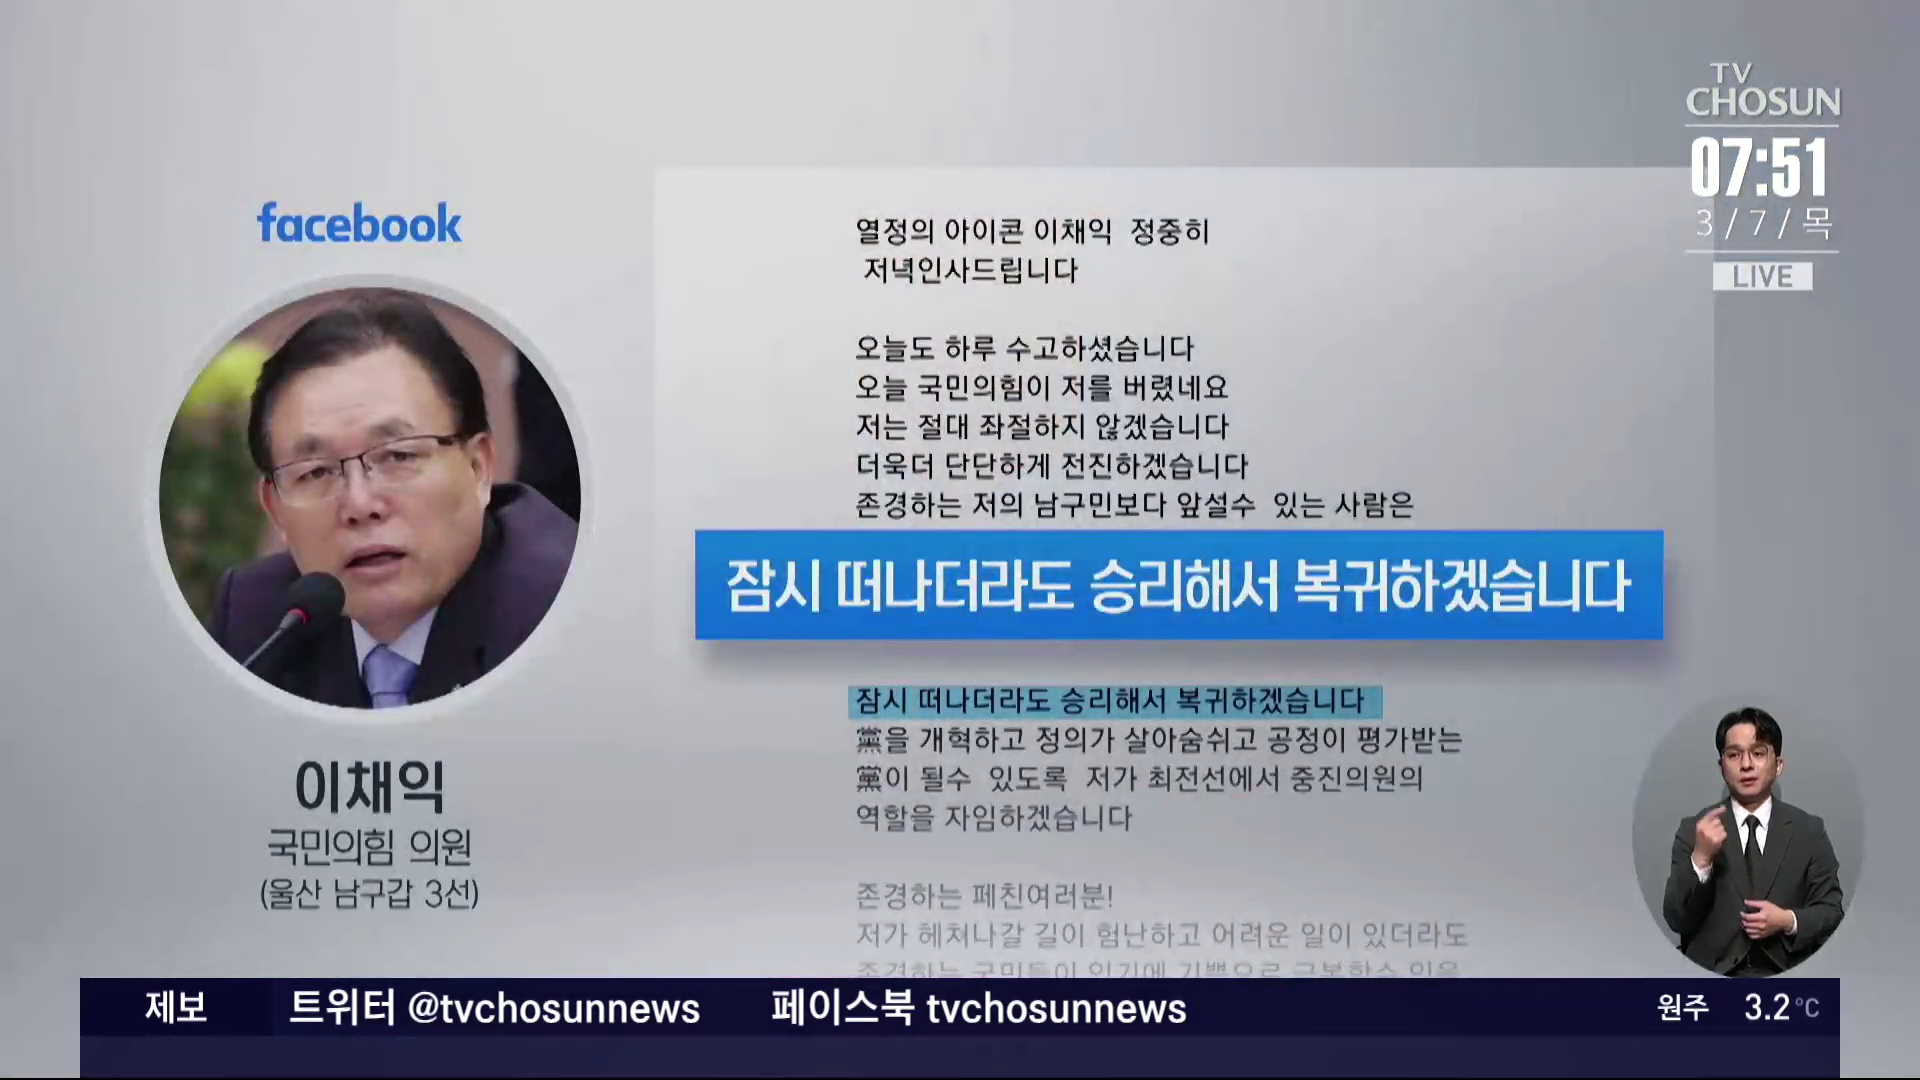 TV
CHOSUN
07:51
3/7/목
LIVE
facebook
이채익
국민의힘 의원
(울산 남구갑 3선)
열정의 아이콘 이채익 정중히
저녁인사드립니다
오늘도 하루 수고하셨습니다
오늘 국민의힘이 저를 버렸네요
저는 절대 좌절하지 않겠습니다
더욱더 단단하게 전진하겠습니다
존경하는 저의 남구민보다 앞설수 있는 사람은
잠시 떠나더라도 승리해서 복귀하겠습니다
잠시 떠나더라도 승리해서 복귀하겠습니다
黨을 개혁하고 정의가 살아숨쉬고 공정이 평가받는
黨이 될수 있도록 저가 최전선에서 중진의원의
역할을 자임하겠습니다
존경하는 페친여러분!
저가 헤쳐나갈 길이 험난하고 어려운 일이 있더라도
제보 트위터 @tvchosunnews 페이스북 tvchosunnews 원주 3.2℃